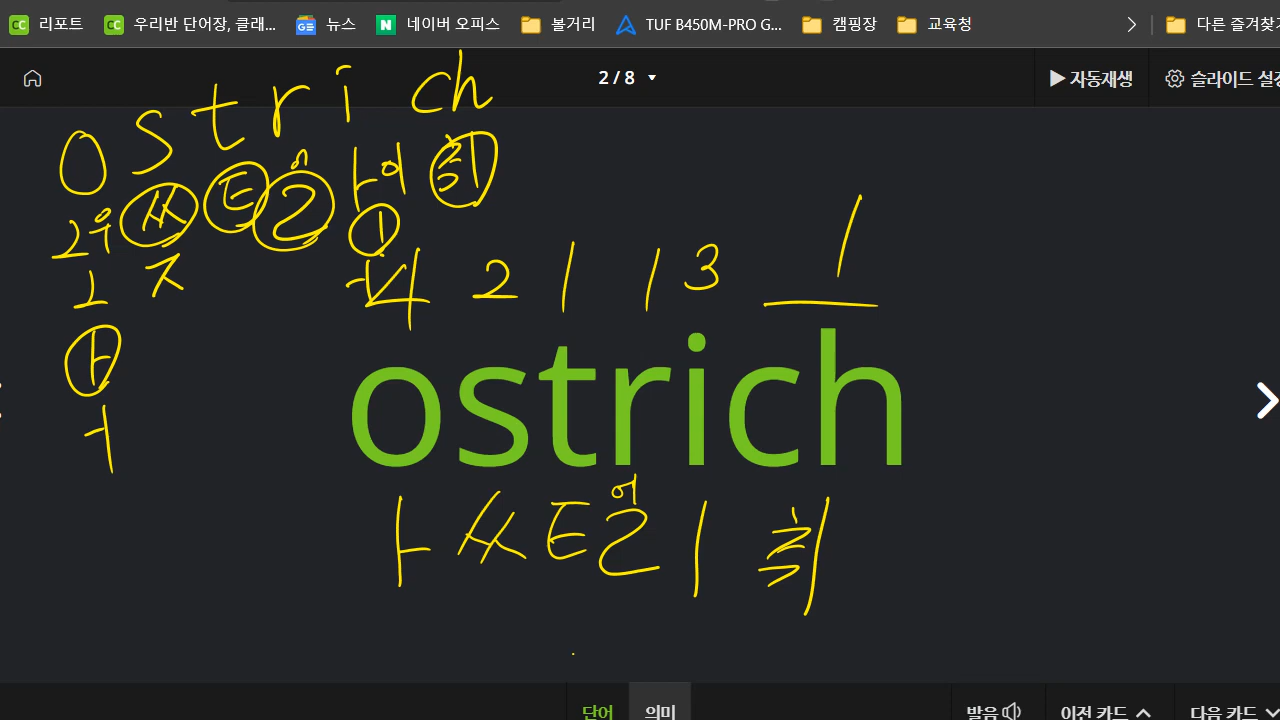 리포트 우리반 단어장, 클래... 뉴스 네이버 오피스 볼거리 TUF B450M-PRO G... 캠핑장 교육청 다른 즐겨찾기
2 / 8 자동재생 슬라이드 설정
o s t r i ch
ㅆ ㅌ ㄹ ㅏ ㅓ
ㅣ
ㅗ ㅈ
ㅏ
ㅓ
4 2 1 1 3 1
ostrich
ㅏ ㅆ ㅌ ㄹ ㅣ 취
단어 의미 발음 이전 카드 다음 카드